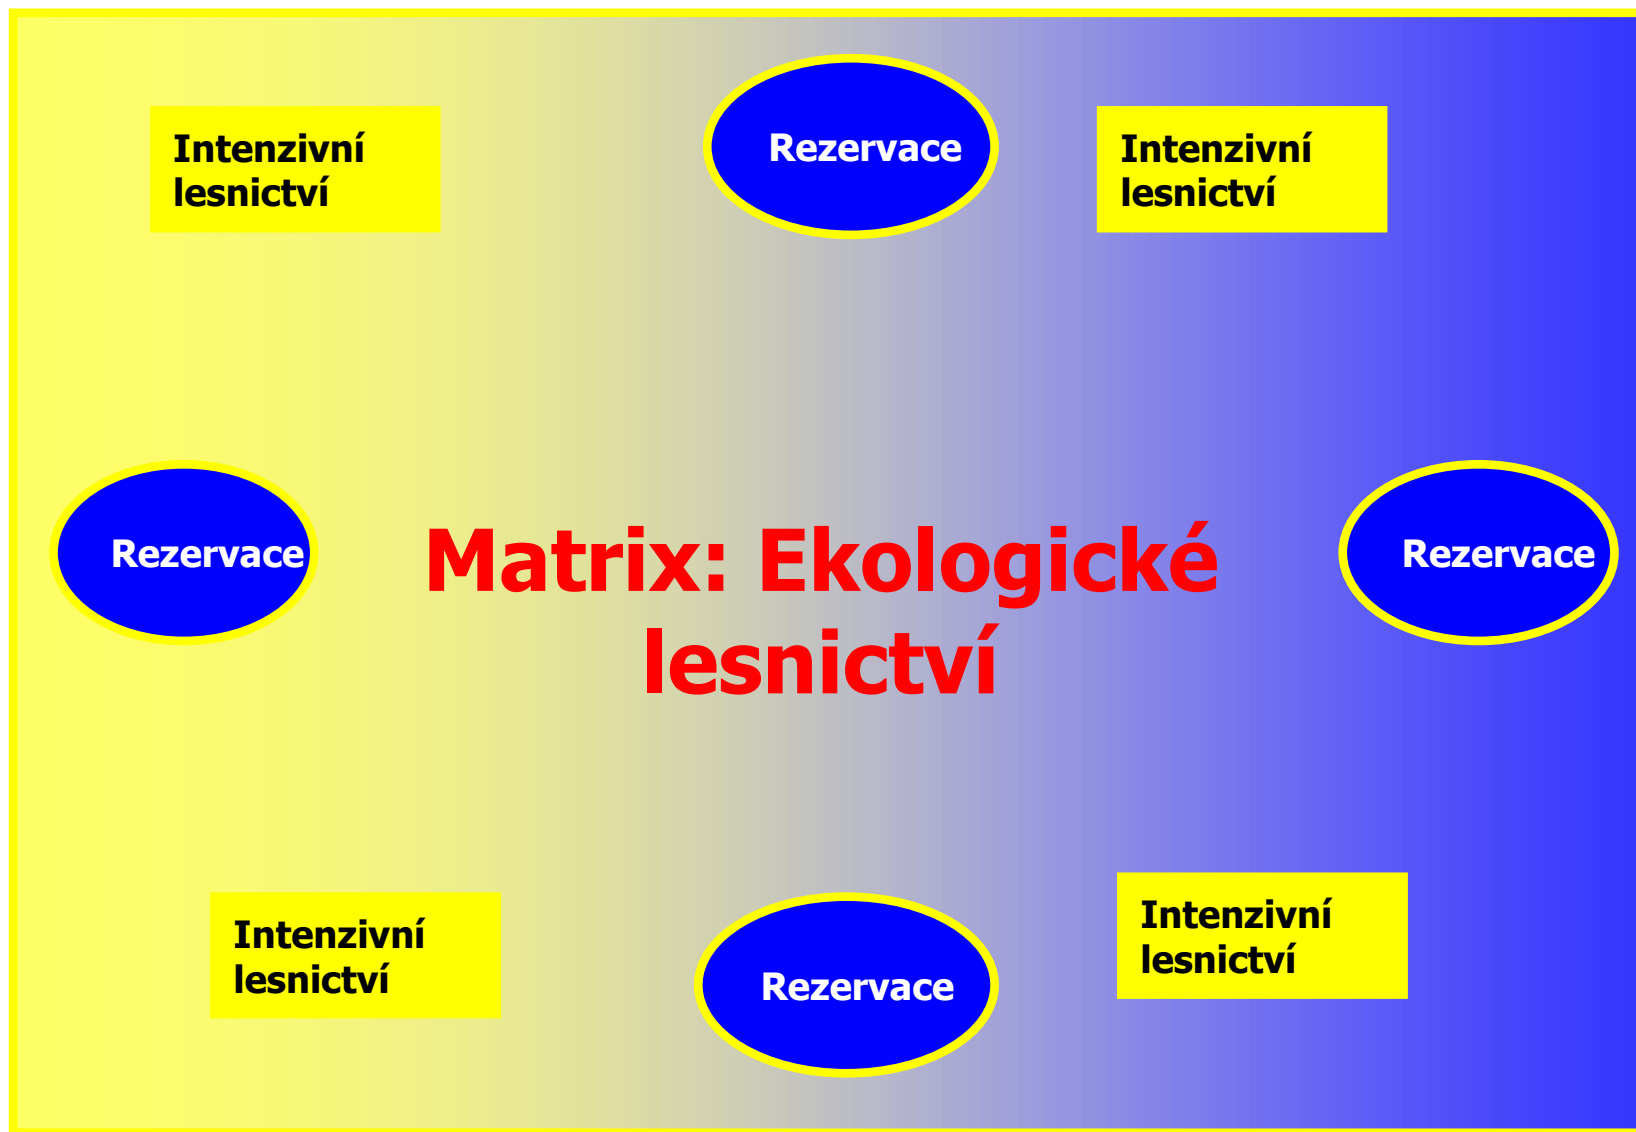 Intenzivní
lesnictví
Rezervace
Intenzivní
lesnictví
Rezervace
Matrix: Ekologické
lesnictví
Rezervace
Intenzivní
lesnictví
Rezervace
Intenzivní
lesnictví